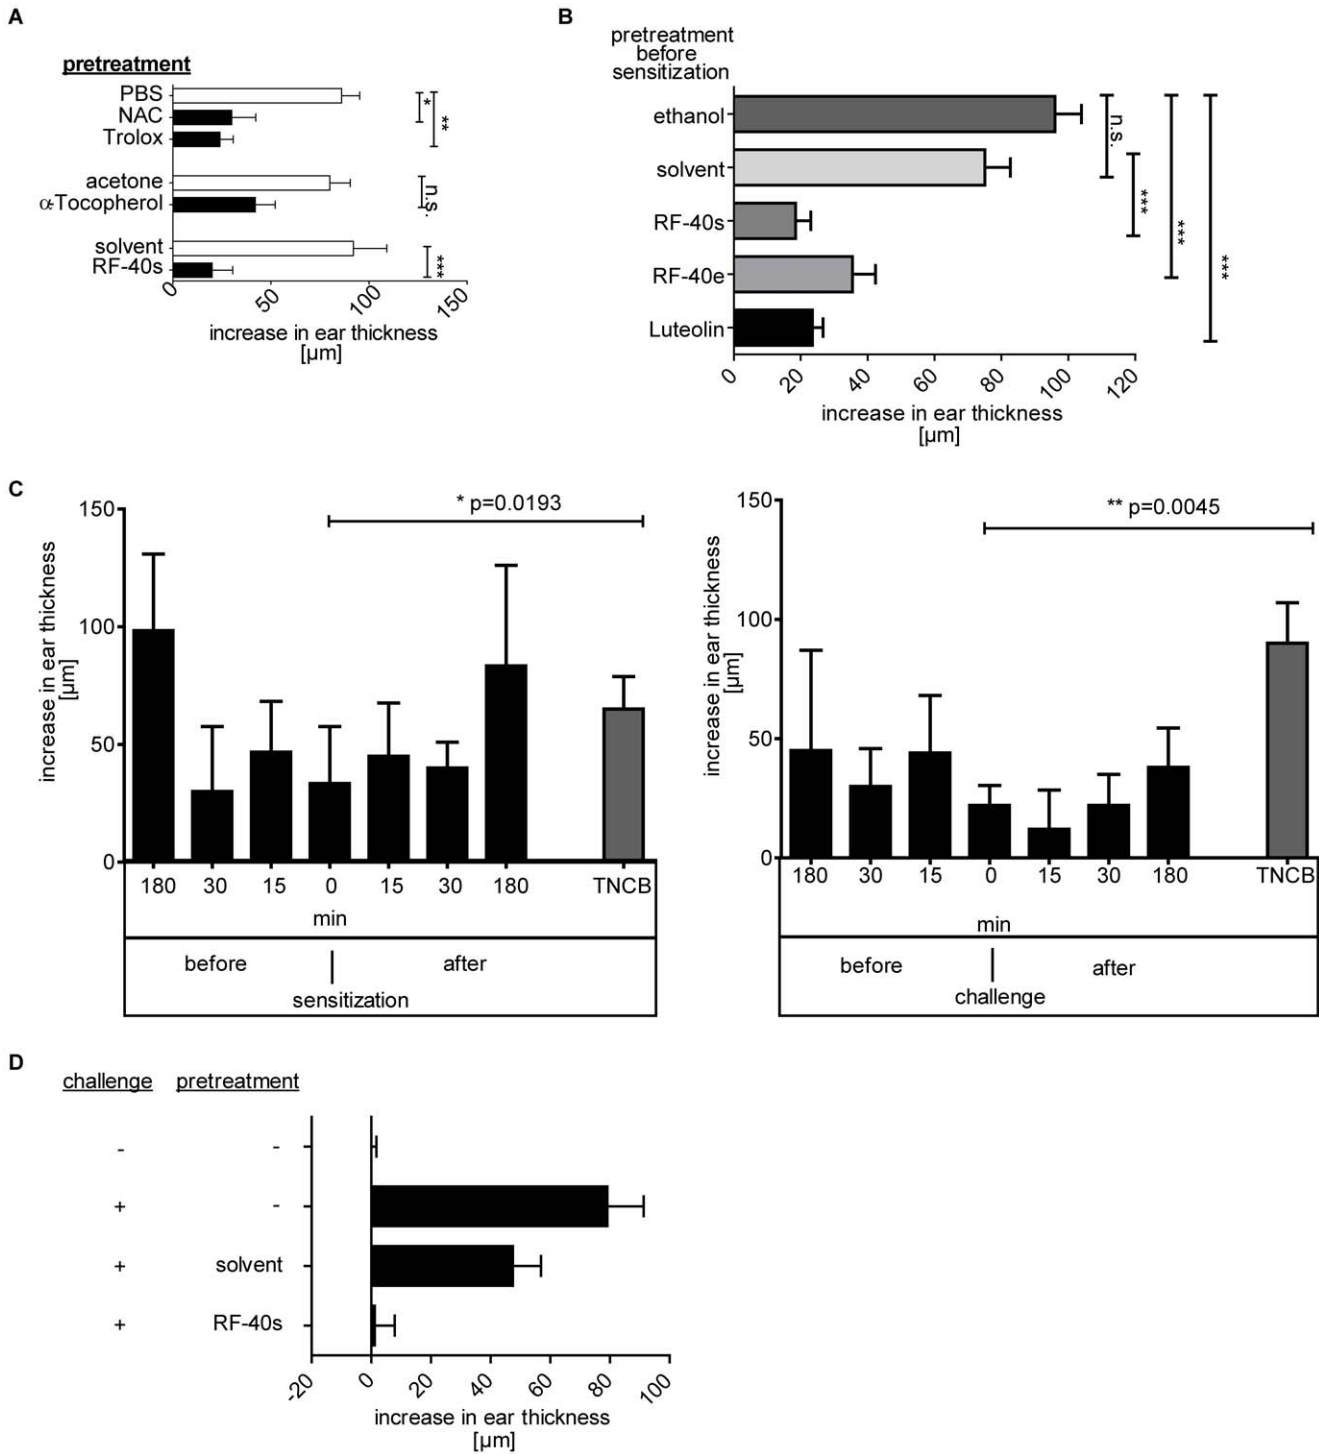 A
pretreatment
PBS
NAC
Trolox
*
**
acetone
α-Tocopherol
n.s.
solvent
RF-40s
***
0
50
100
150
increase in ear thickness
[µm]
B
pretreatment
before
sensitization
ethanol
solvent
RF-40s
RF-40e
Luteolin
n.s.
***
***
***
0
20
40
60
80
100
120
increase in ear thickness
[µm]
C
increase in ear thickness
[µm]
150
100
50
0
* p=0.0193
180 30 15 0 15 30 180 TNCB
min
before | after
sensitization
increase in ear thickness
[µm]
150
100
50
0
** p=0.0045
180 30 15 0 15 30 180 TNCB
min
before | after
challenge
D
challenge pretreatment
- -
+ -
+ solvent
+ RF-40s
-20
0
20
40
60
80
100
increase in ear thickness
[µm]